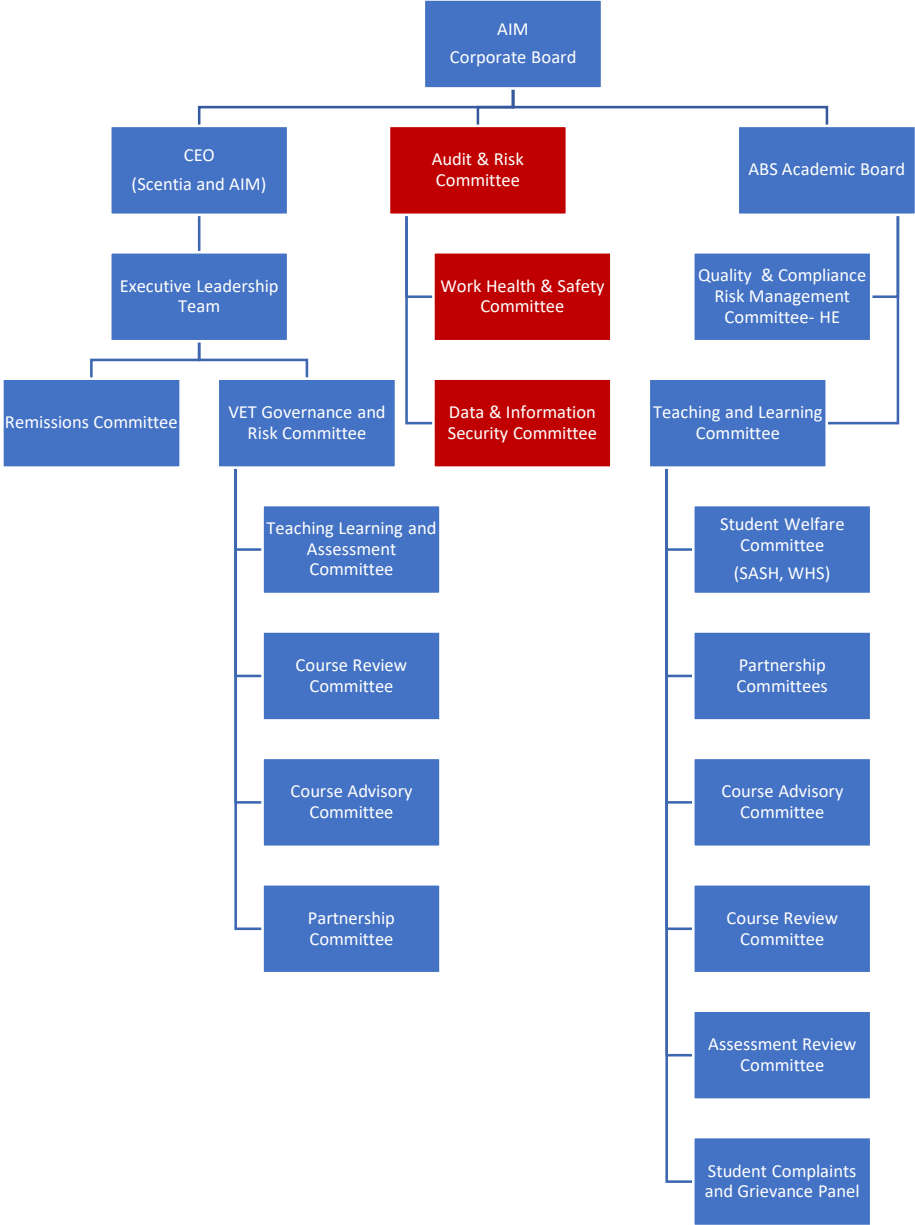 AIM
Corporate Board
CEO
(Scentia and AIM)
Audit & Risk
Committee
ABS Academic Board
Executive Leadership
Team
Work Health & Safety
Committee
Quality & Compliance
Risk Management
Committee- HE
Remissions Committee
VET Governance and
Risk Committee
Data & Information
Security Committee
Teaching and Learning
Committee
Teaching Learning and
Assessment
Committee
Student Welfare
Committee
(SASH, WHS)
Course Review
Committee
Partnership
Committees
Course Advisory
Committee
Course Advisory
Committee
Partnership
Committee
Course Review
Committee
Assessment Review
Committee
Student Complaints
and Grievance Panel